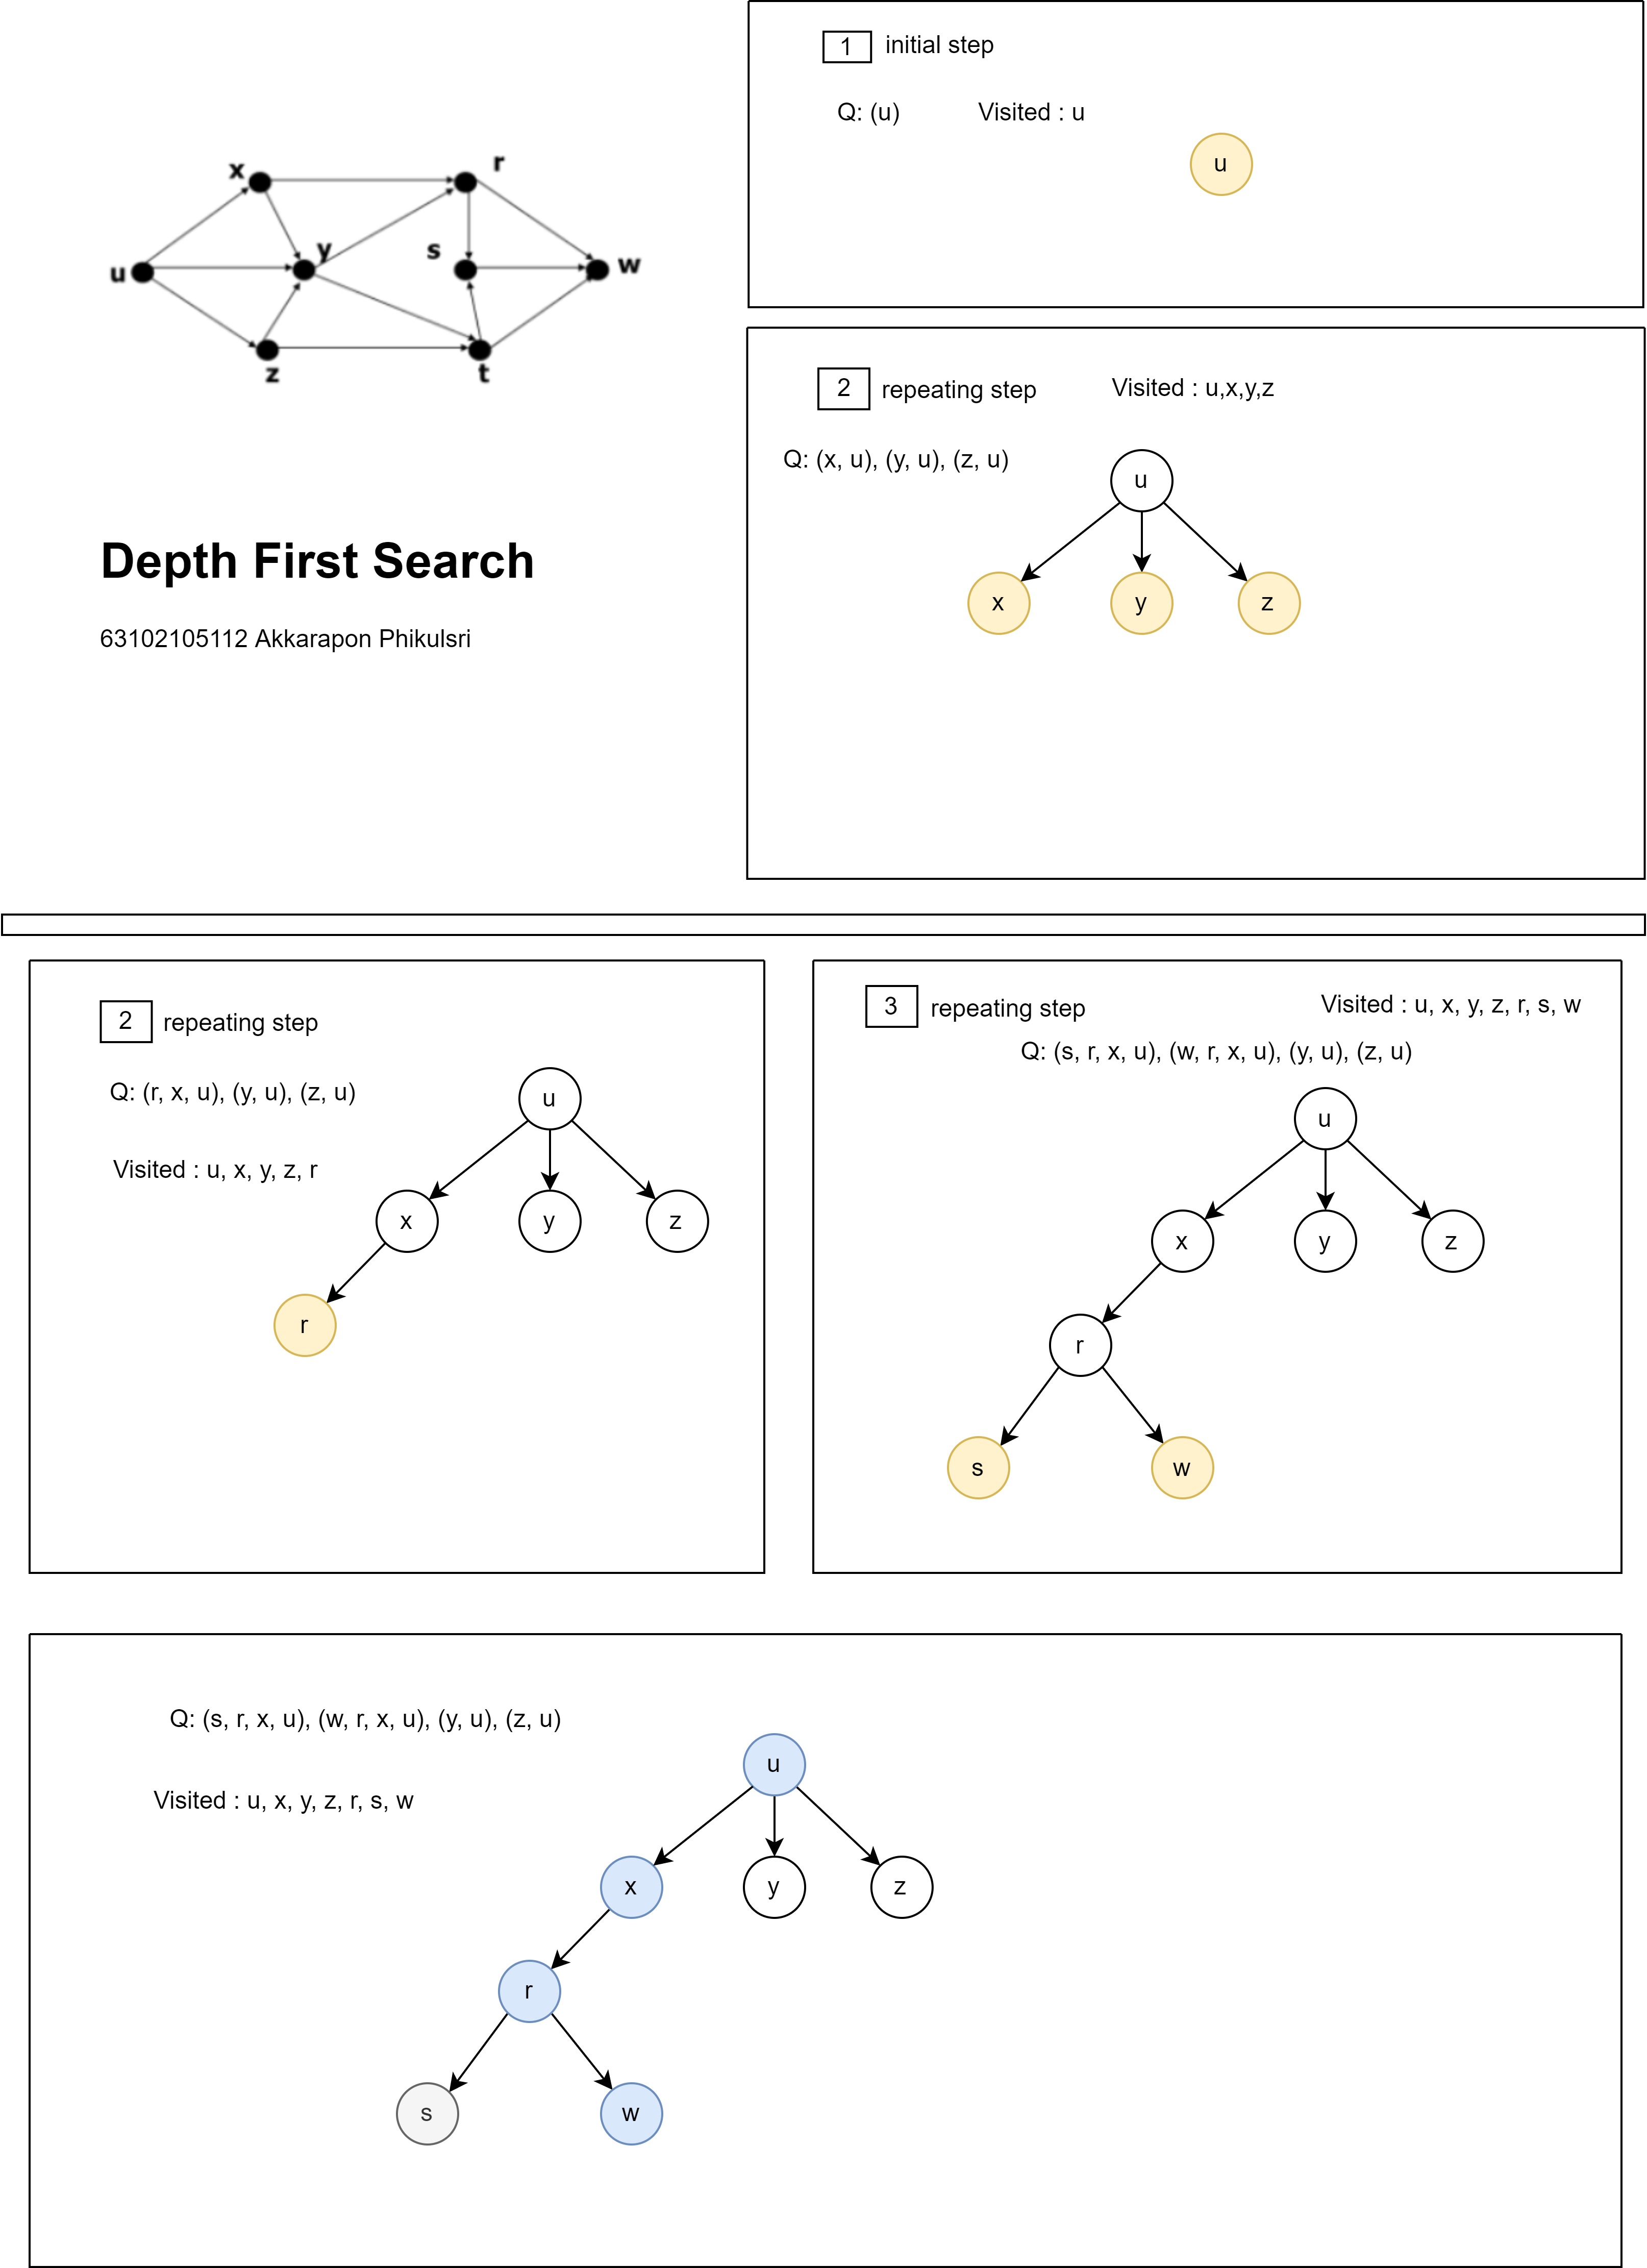 x
r
y
s
u
w
z
t
Depth First Search
63102105112 Akkarapon Phikulsri
1 initial step
Q: (u) Visited : u
u
2 repeating step Visited : u,x,y,z
Q: (x, u), (y, u), (z, u)
u
x y z
2 repeating step
Q: (r, x, u), (y, u), (z, u)
Visited : u, x, y, z, r
u
x y z
r
3 repeating step Visited : u, x, y, z, r, s, w
Q: (s, r, x, u), (w, r, x, u), (y, u), (z, u)
u
x y z
r
s w
Q: (s, r, x, u), (w, r, x, u), (y, u), (z, u)
Visited : u, x, y, z, r, s, w
u
x y z
r
s w